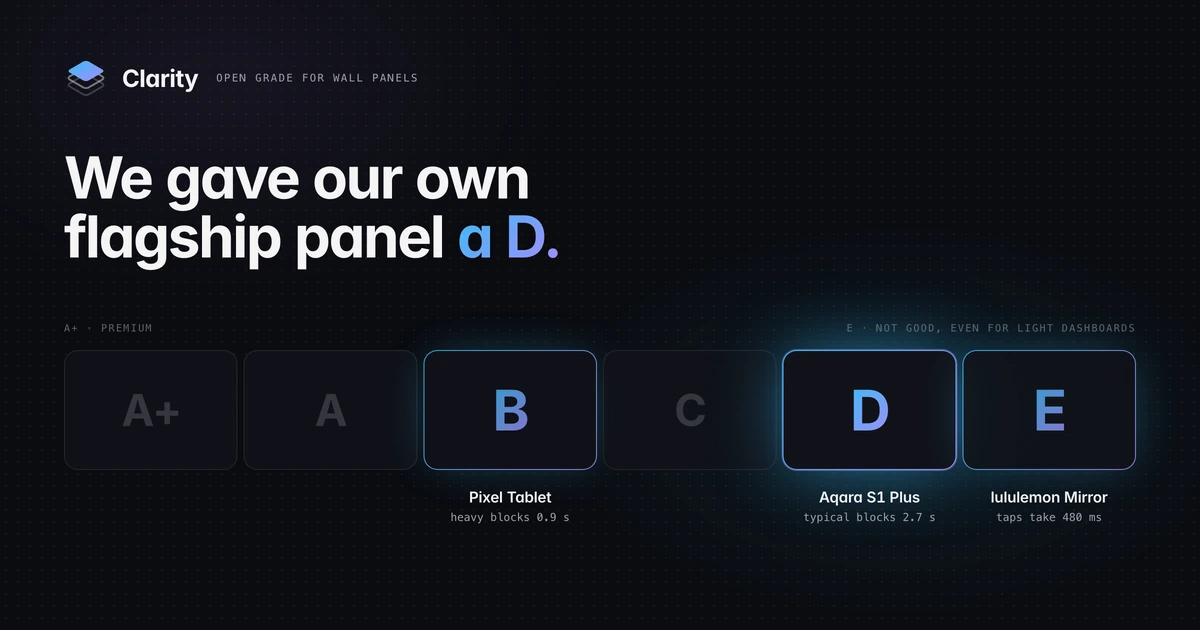 Clarity OPEN GRADE FOR WALL PANELS
We gave our own
flagship panel a D.
A+ · PREMIUM
E · NOT GOOD, EVEN FOR LIGHT DASHBOARDS
A+
A
B
C
D
E
Pixel Tablet
heavy blocks 0.9 s
Aqara S1 Plus
typical blocks 2.7 s
lululemon Mirror
taps take 480 ms